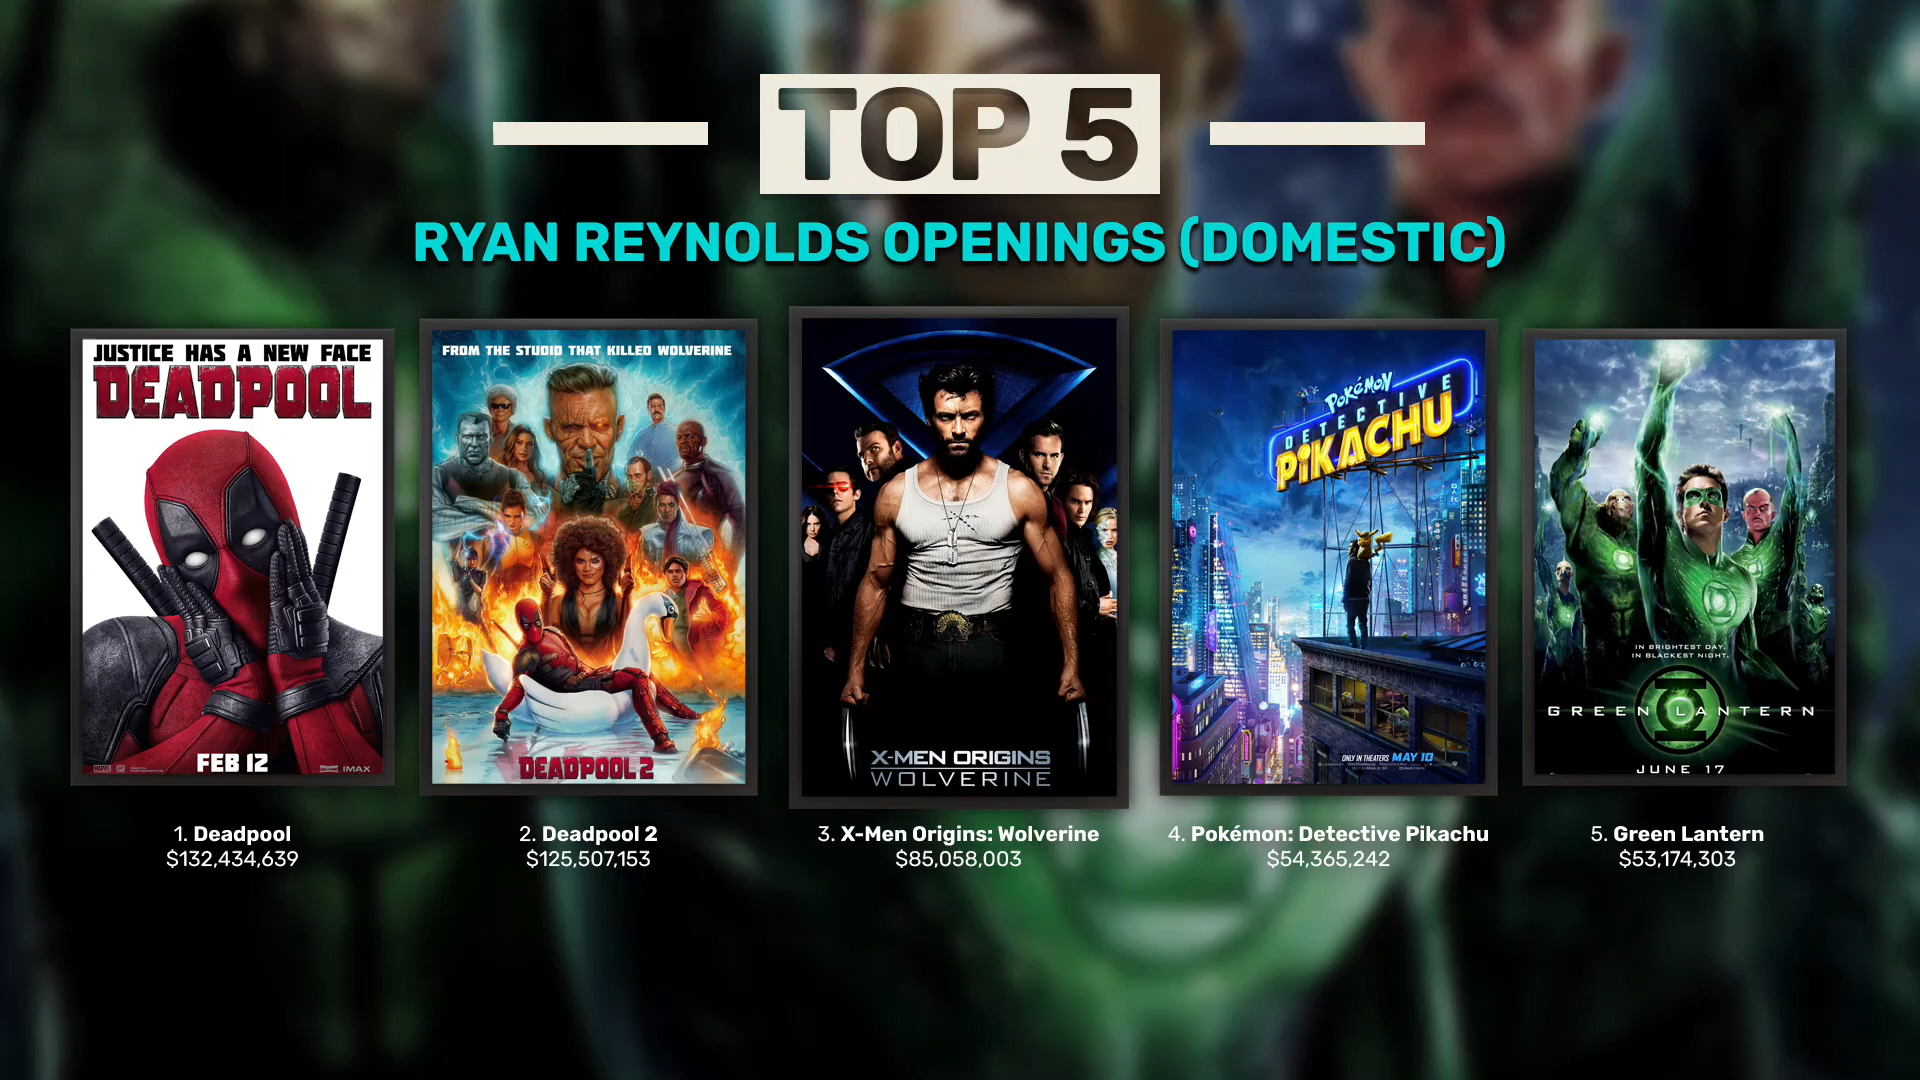 TOP 5
RYAN REYNOLDS OPENINGS (DOMESTIC)
JUSTICE HAS A NEW FACE
DEADPOOL
FEB 12
IMAX
FROM THE STUDIO THAT KILLED WOLVERINE
DEADPOOL 2
X-MEN ORIGINS
WOLVERINE
POKéMON
DETECTIVE
PiKACHU
ONLY IN THEATERS MAY 10
IN BRIGHTEST DAY.
IN BLACKEST NIGHT.
GREEN LANTERN
JUNE 17
1. Deadpool
$132,434,639
2. Deadpool 2
$125,507,153
3. X-Men Origins: Wolverine
$85,058,003
4. Pokémon: Detective Pikachu
$54,365,242
5. Green Lantern
$53,174,303